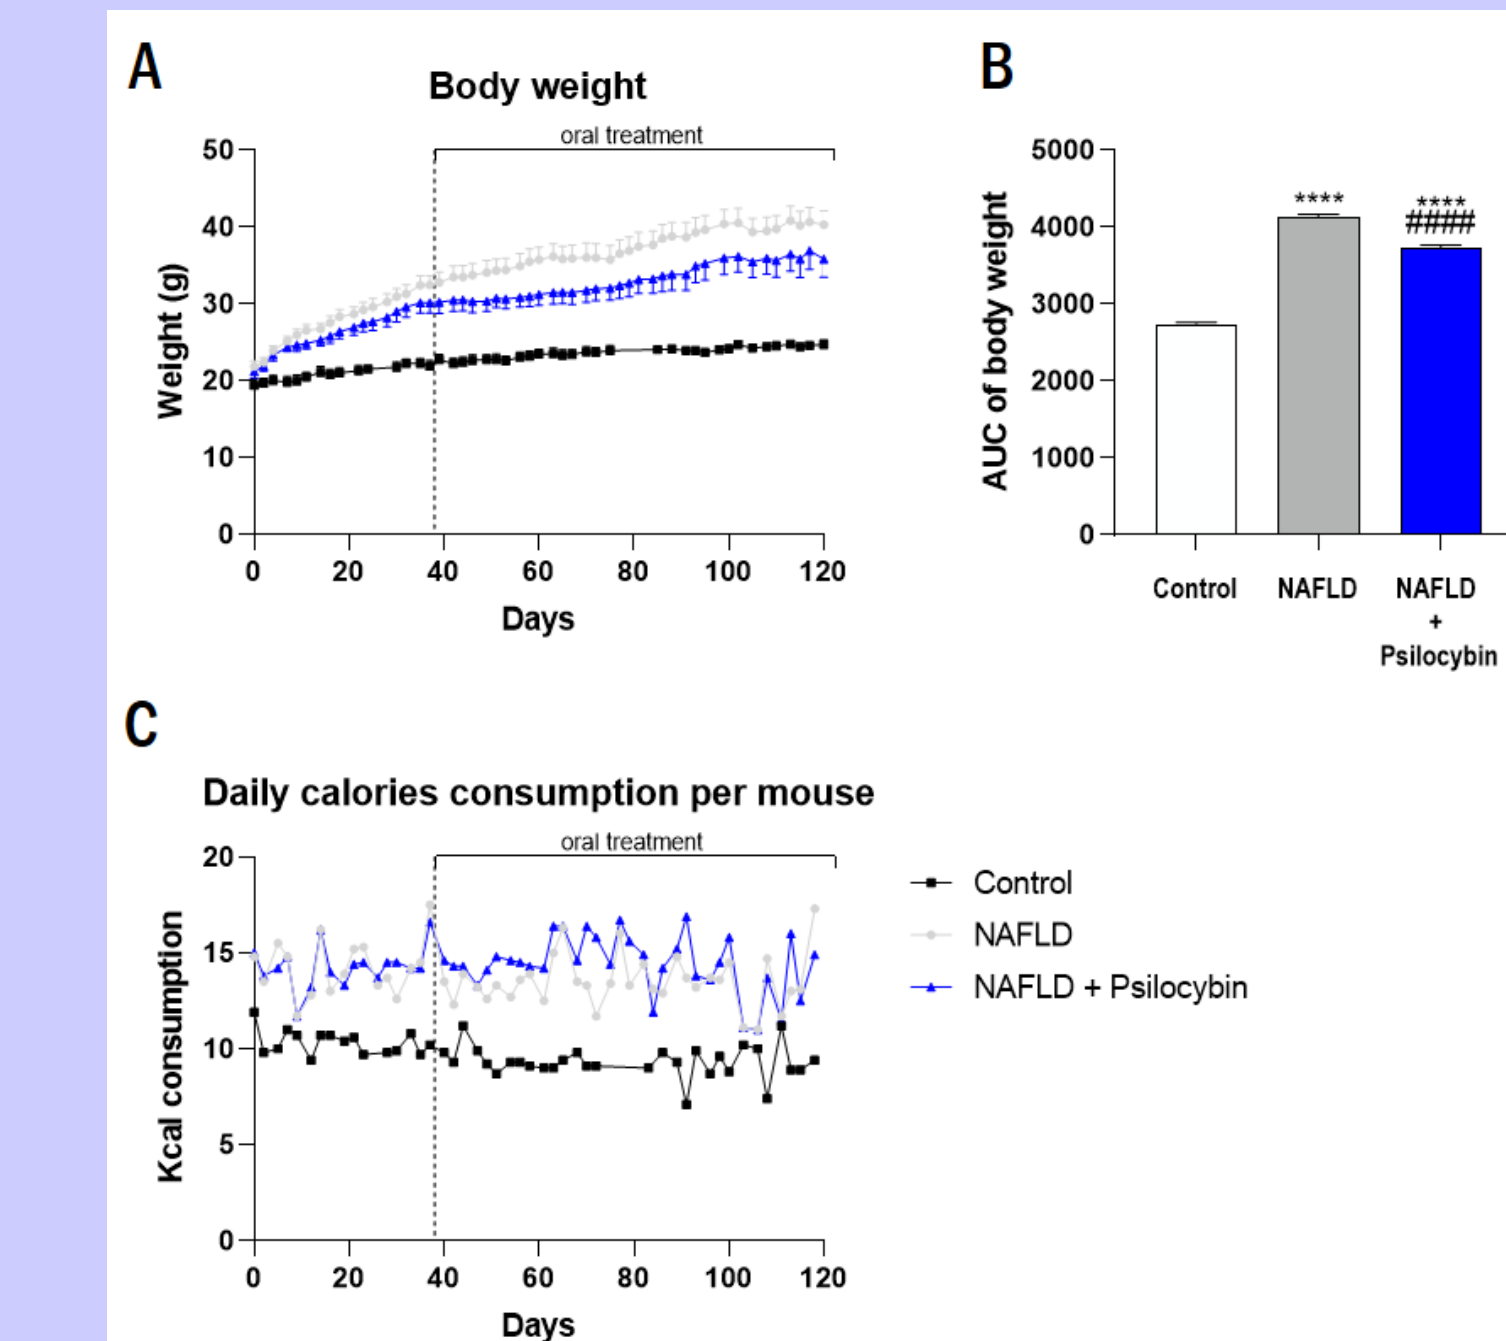 A
Body weight
oral treatment
50
40
30
20
10
0
Weight (g)
0 20 40 60 80 100 120
Days
B
5000
4000
3000
2000
1000
0
AUC of body weight
****
****
####
Control NAFLD NAFLD
+
Psilocybin
C
Daily calories consumption per mouse
oral treatment
20
15
10
5
0
Kcal consumption
0 20 40 60 80 100 120
Days
Control
NAFLD
NAFLD + Psilocybin